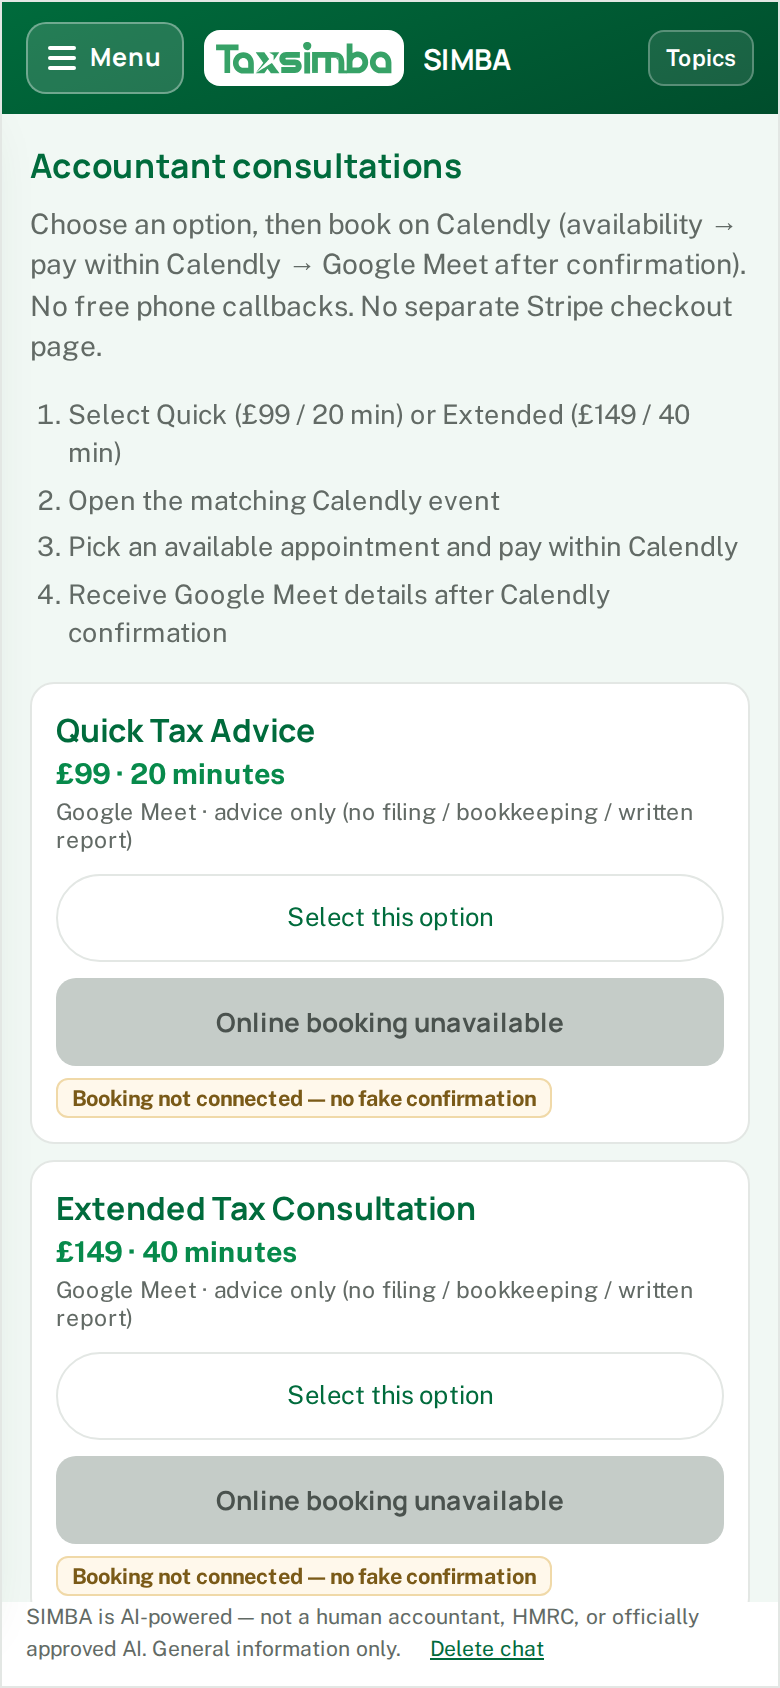 Menu
Taxsimba
SIMBA
Topics
Accountant consultations
Choose an option, then book on Calendly (availability →
pay within Calendly → Google Meet after confirmation).
No free phone callbacks. No separate Stripe checkout
page.
1. Select Quick (£99 / 20 min) or Extended (£149 / 40
min)
2. Open the matching Calendly event
3. Pick an available appointment and pay within Calendly
4. Receive Google Meet details after Calendly
confirmation
Quick Tax Advice
£99 · 20 minutes
Google Meet · advice only (no filing / bookkeeping / written
report)
Select this option
Online booking unavailable
Booking not connected — no fake confirmation
Extended Tax Consultation
£149 · 40 minutes
Google Meet · advice only (no filing / bookkeeping / written
report)
Select this option
Online booking unavailable
Booking not connected — no fake confirmation
SIMBA is AI-powered — not a human accountant, HMRC, or officially
approved AI. General information only. Delete chat